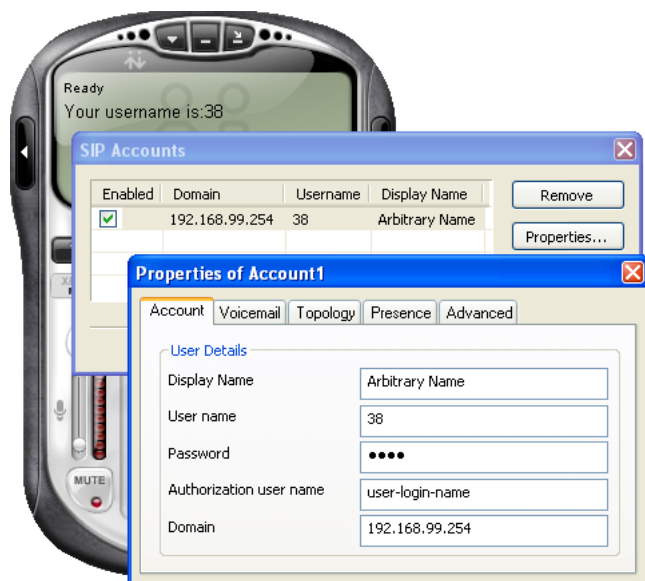 Ready
Your username is:38
SIP Accounts
Enabled Domain Username Display Name
192.168.99.254 38 Arbitrary Name
Remove
Properties...
Properties of Account1
Account Voicemail Topology Presence Advanced
User Details
Display Name Arbitrary Name
User name 38
Password ●●●●
Authorization user name user-login-name
Domain 192.168.99.254
MUTE